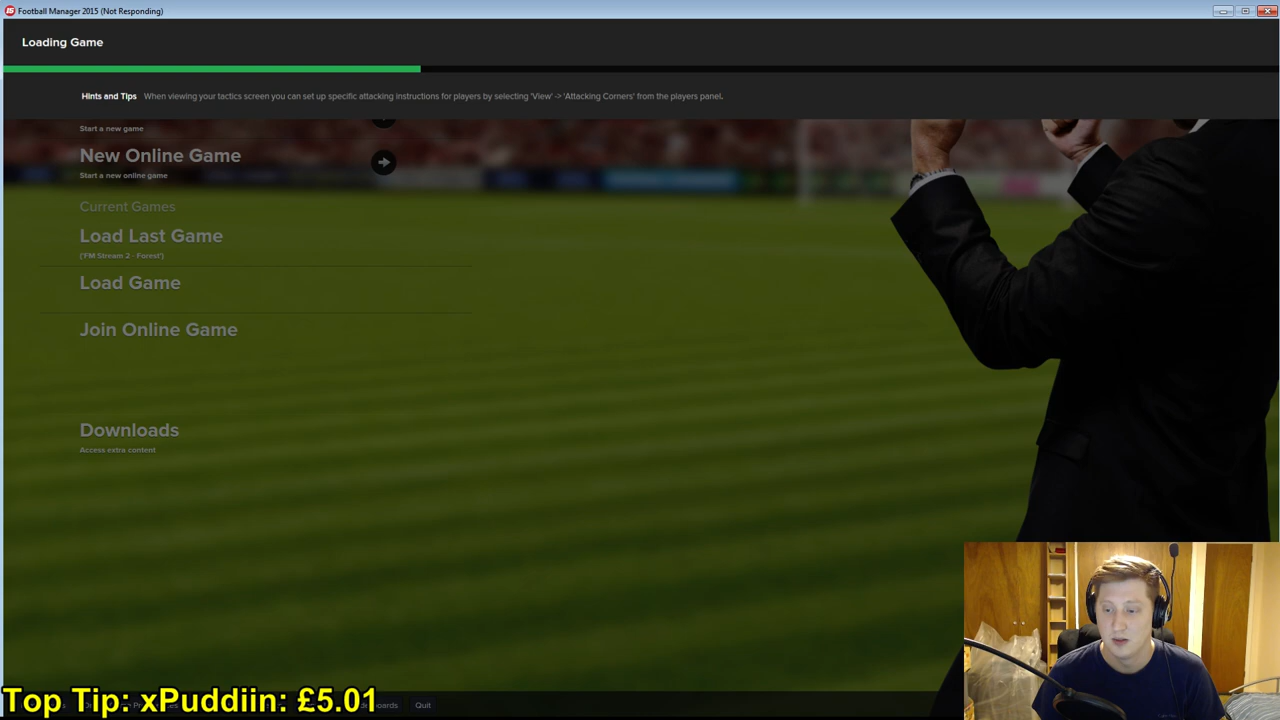 15 Football Manager 2015 (Not Responding)
Loading Game
Hints and Tips When viewing your tactics screen you can set up specific attacking instructions for players by selecting 'View' -> 'Attacking Corners' from the players panel.
Start a new game
New Online Game
Start a new online game
Current Games
Load Last Game
('FM Stream 2 - Forest')
Load Game
Join Online Game
Downloads
Access extra content
Top Tip: xPuddiin: £5.01
Quit